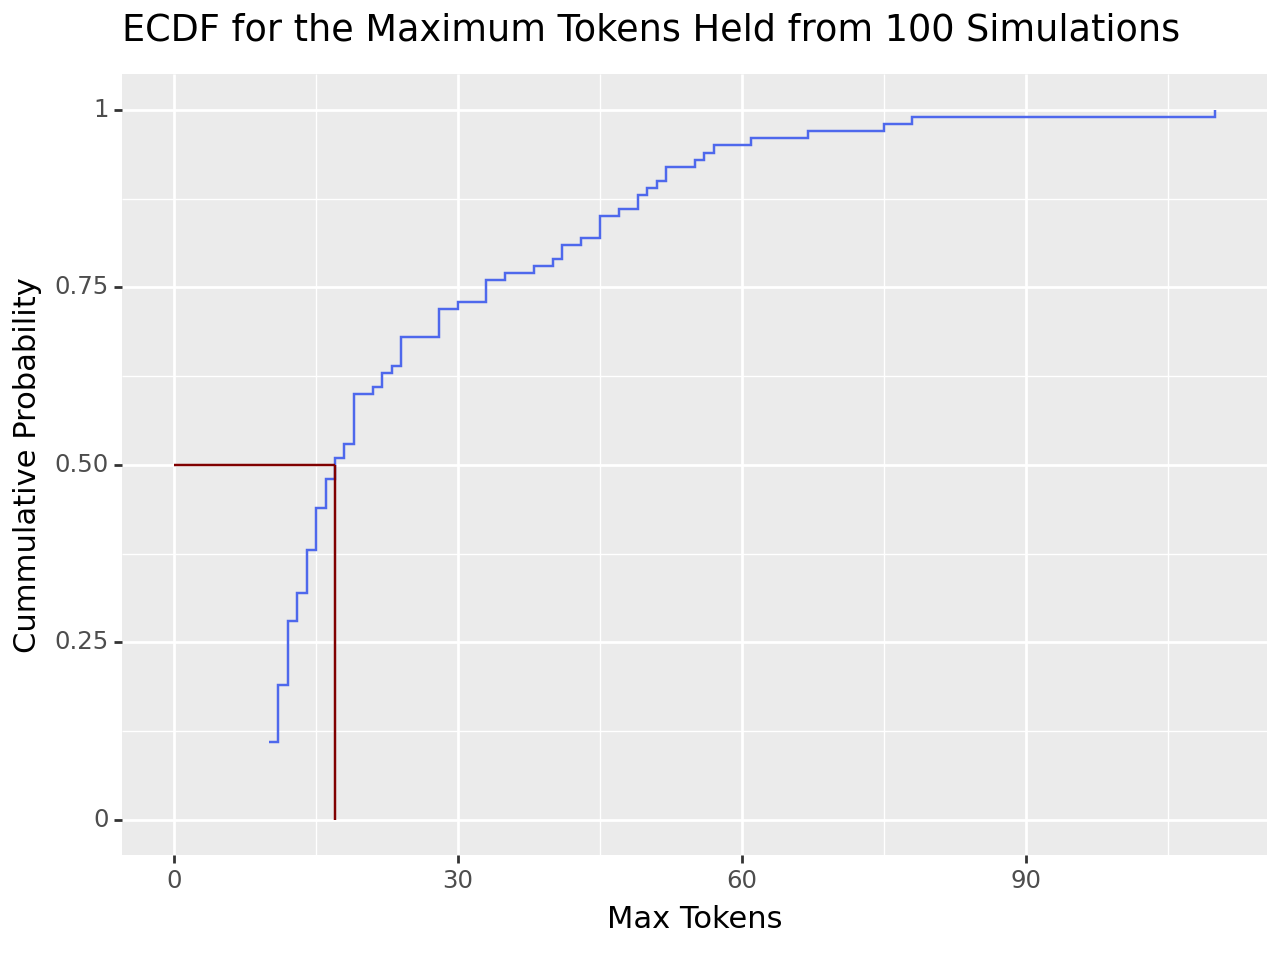 ECDF for the Maximum Tokens Held from 100 Simulations
Cummulative Probability
1
0.75
0.50
0.25
0
0 30 60 90
Max Tokens